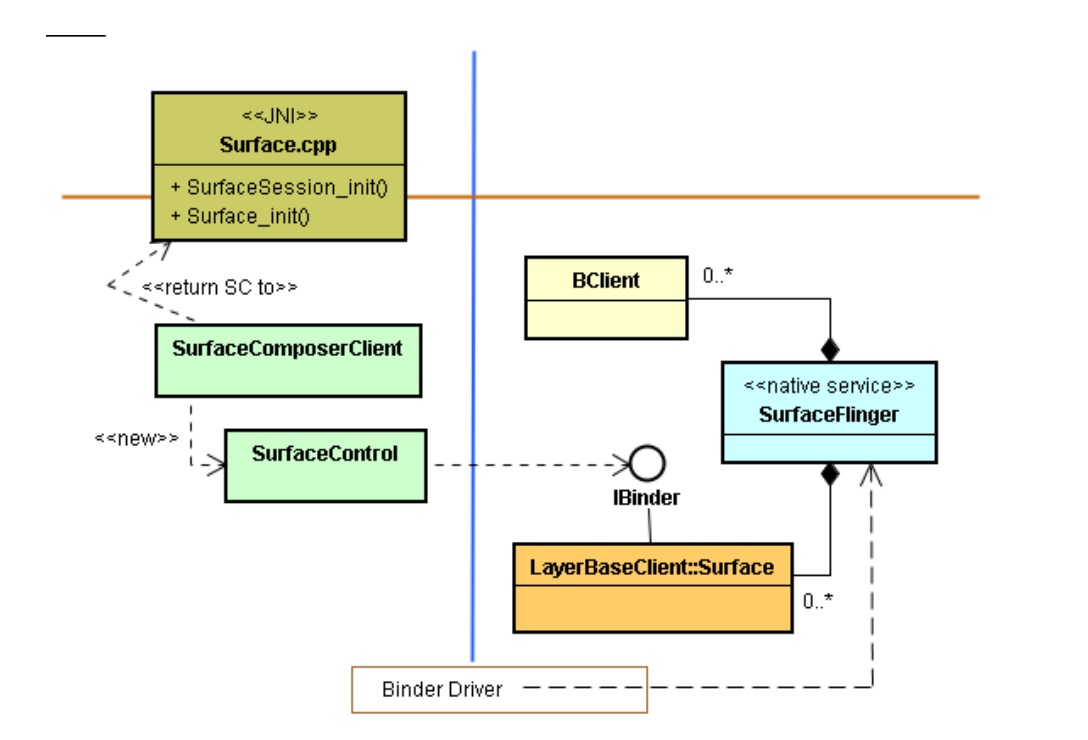 <<JNI>>
Surface.cpp
+ SurfaceSession_init()
+ Surface_init()
<<return SC to>>
BClient
0..*
SurfaceComposerClient
<<native service>>
SurfaceFlinger
<<new>>
SurfaceControl
IBinder
LayerBaseClient::Surface
0..*
Binder Driver